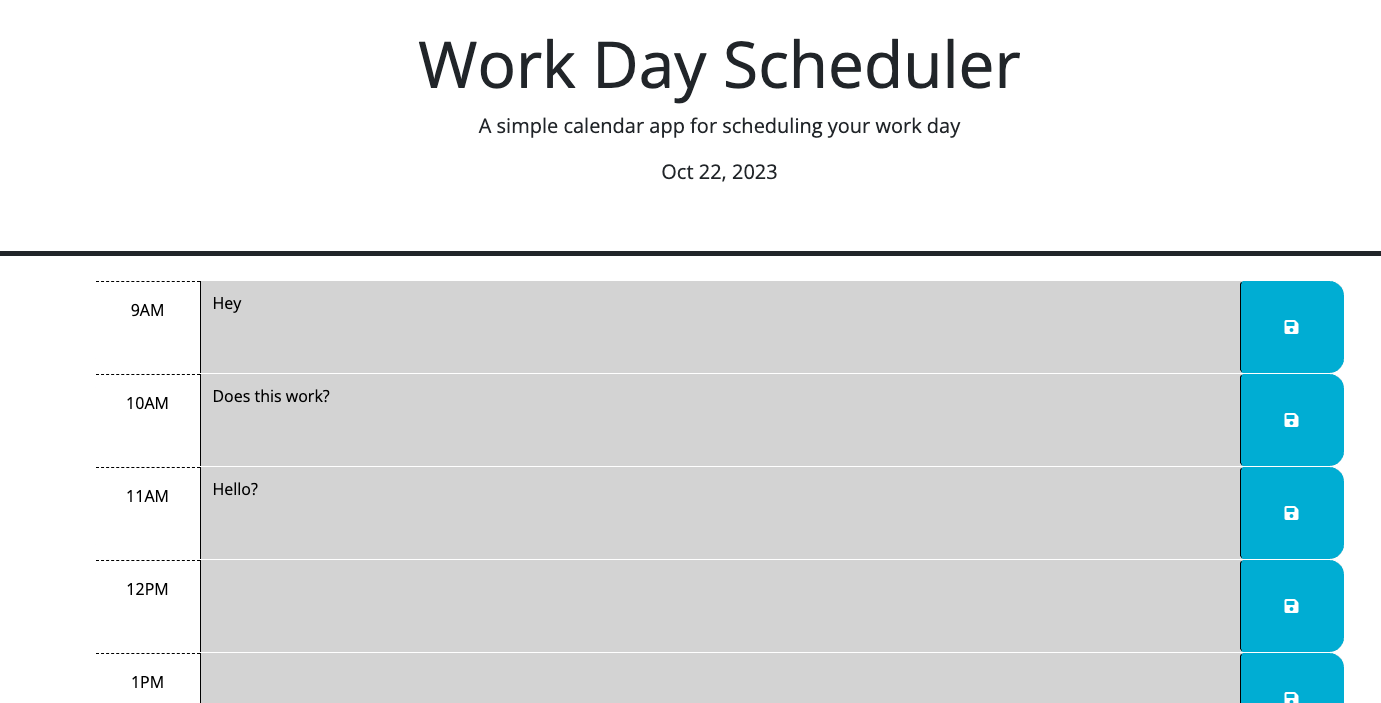 Work Day Scheduler
A simple calendar app for scheduling your work day
Oct 22, 2023
9AM
Hey
10AM
Does this work?
11AM
Hello?
12PM
1PM